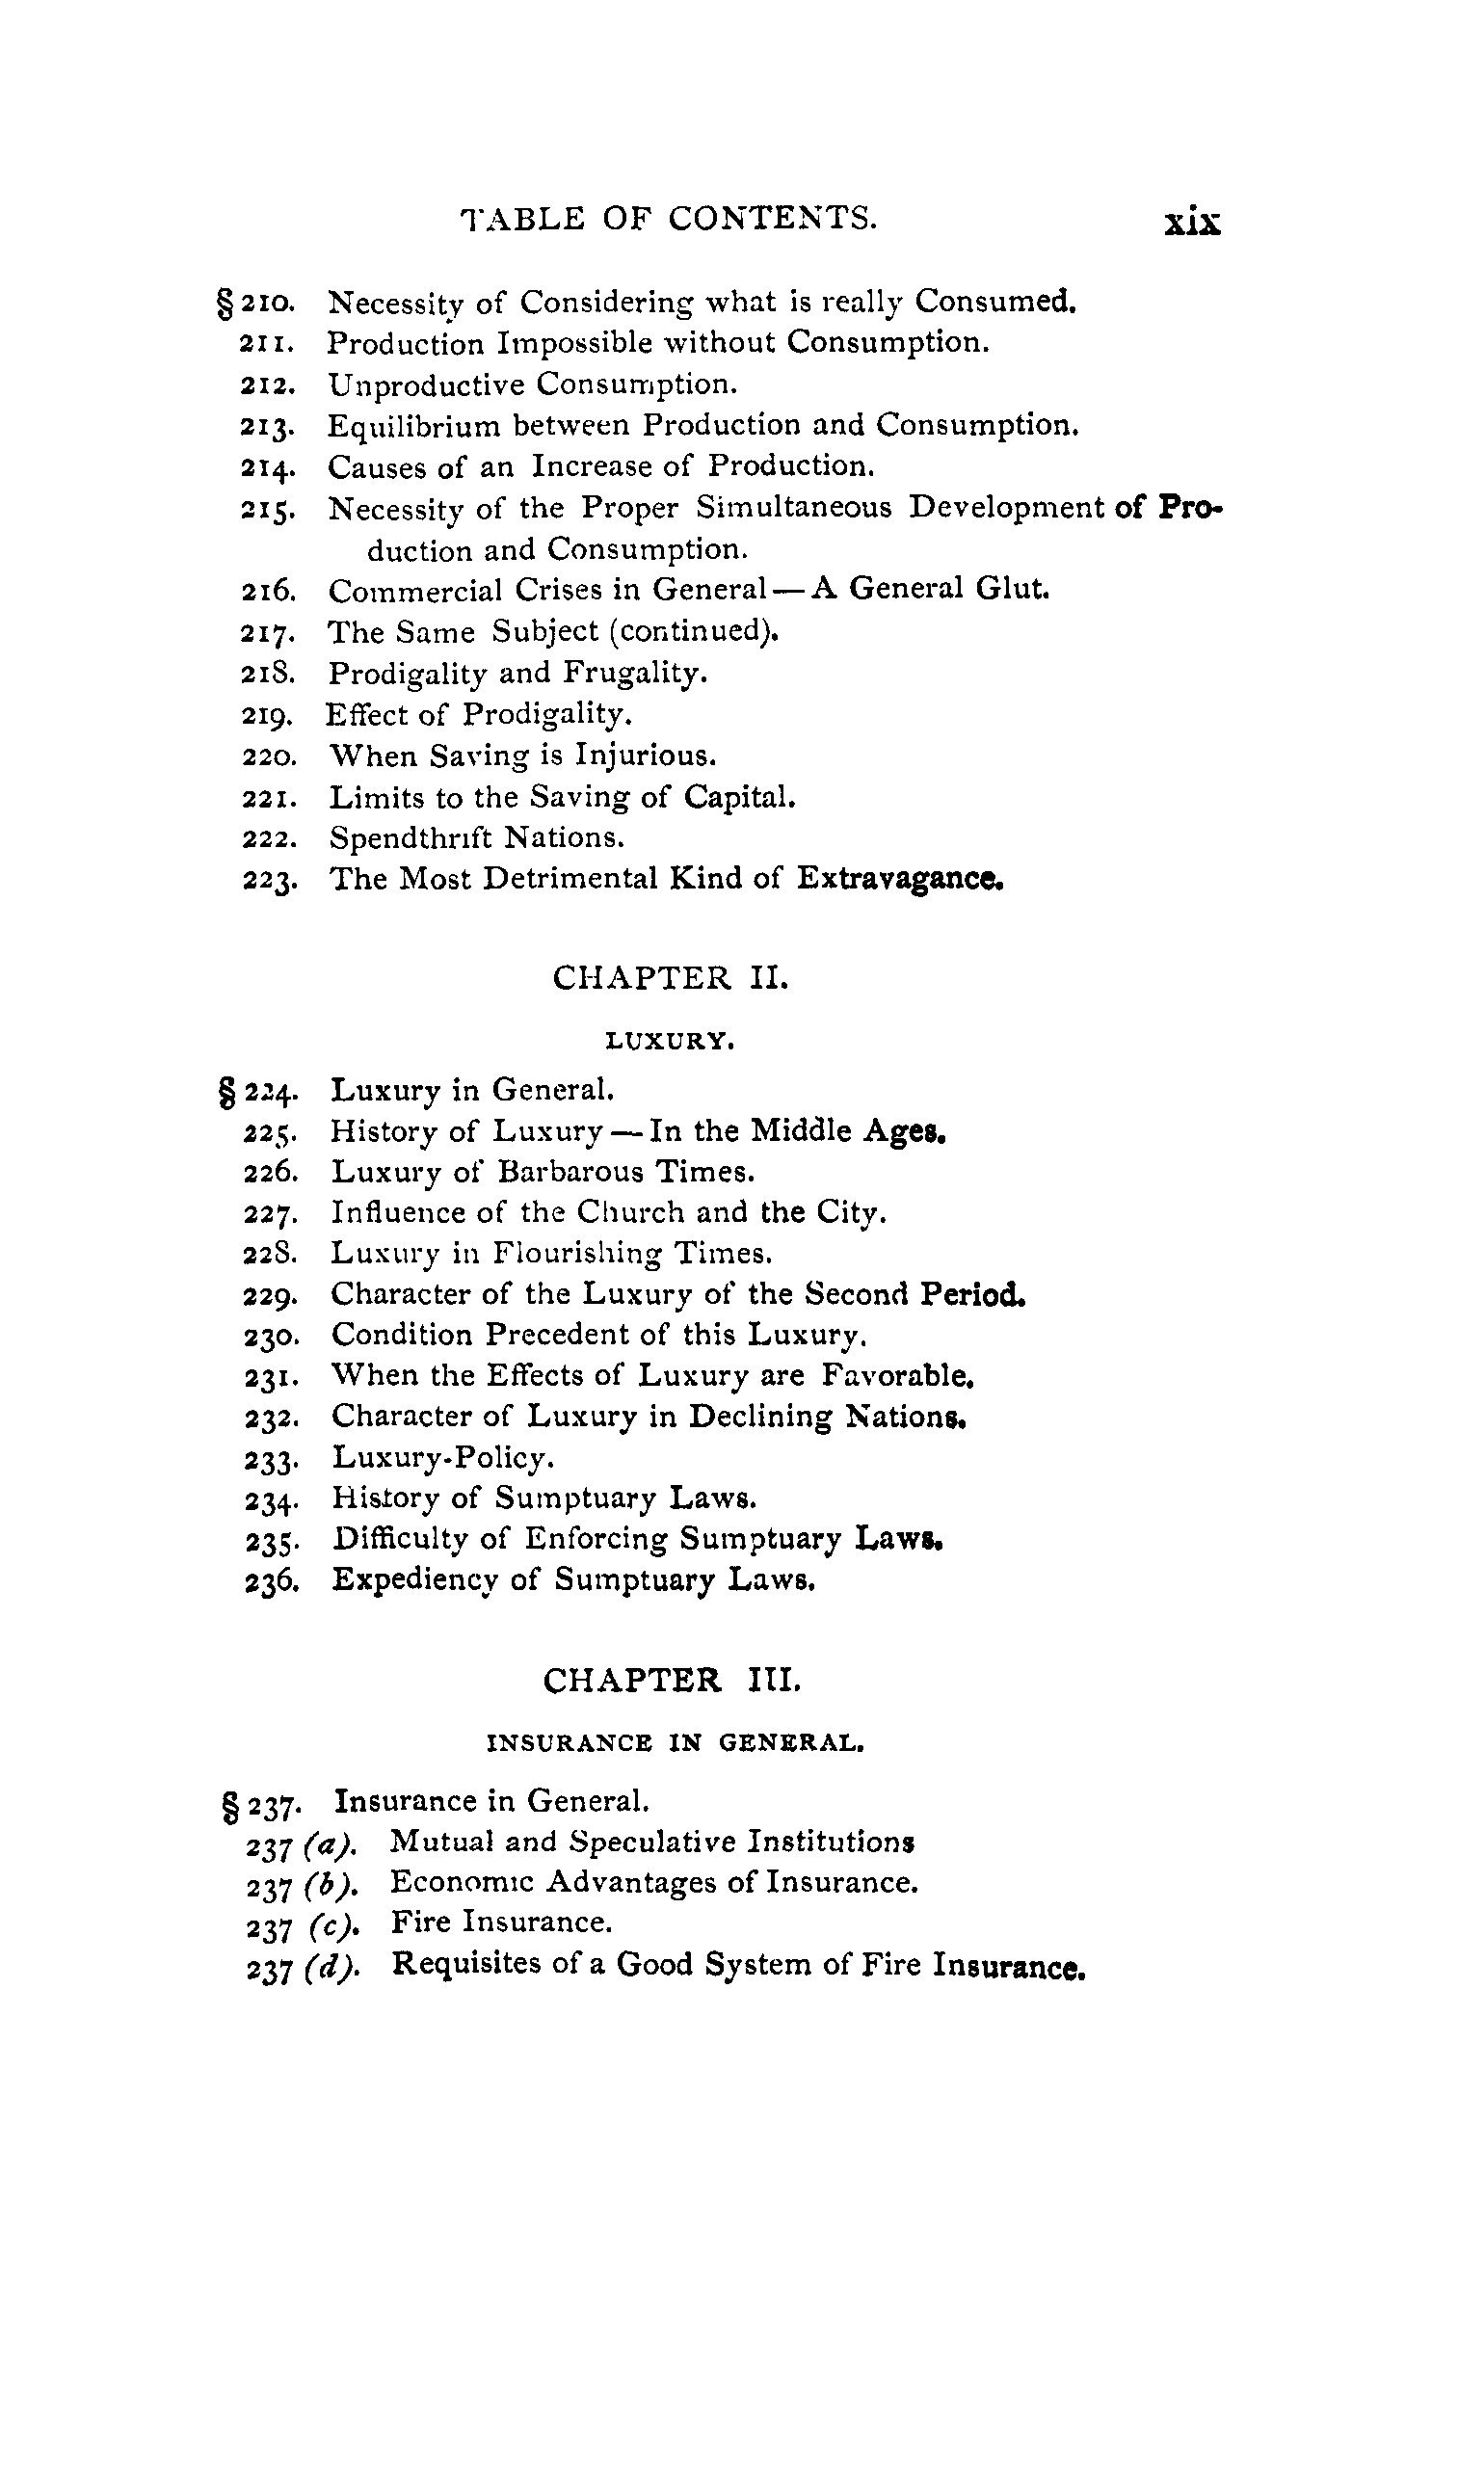 TABLE OF CONTENTS. xix
§ 210. Necessity of Considering what is really Consumed.
211. Production Impossible without Consumption.
212. Unproductive Consumption.
213. Equilibrium between Production and Consumption.
214. Causes of an Increase of Production.
215. Necessity of the Proper Simultaneous Development of Pro-
duction and Consumption.
216. Commercial Crises in General — A General Glut.
217. The Same Subject (continued).
218. Prodigality and Frugality.
219. Effect of Prodigality.
220. When Saving is Injurious.
221. Limits to the Saving of Capital.
222. Spendthrift Nations.
223. The Most Detrimental Kind of Extravagance.
CHAPTER II.
LUXURY.
§ 224. Luxury in General.
225. History of Luxury — In the Middle Ages.
226. Luxury of Barbarous Times.
227. Influence of the Church and the City.
228. Luxury in Flourishing Times.
229. Character of the Luxury of the Second Period.
230. Condition Precedent of this Luxury.
231. When the Effects of Luxury are Favorable.
232. Character of Luxury in Declining Nations.
233. Luxury-Policy.
234. History of Sumptuary Laws.
235. Difficulty of Enforcing Sumptuary Laws.
236. Expediency of Sumptuary Laws.
CHAPTER III.
INSURANCE IN GENERAL.
§ 237. Insurance in General.
237 (a). Mutual and Speculative Institutions
237 (b). Economic Advantages of Insurance.
237 (c). Fire Insurance.
237 (d). Requisites of a Good System of Fire Insurance.